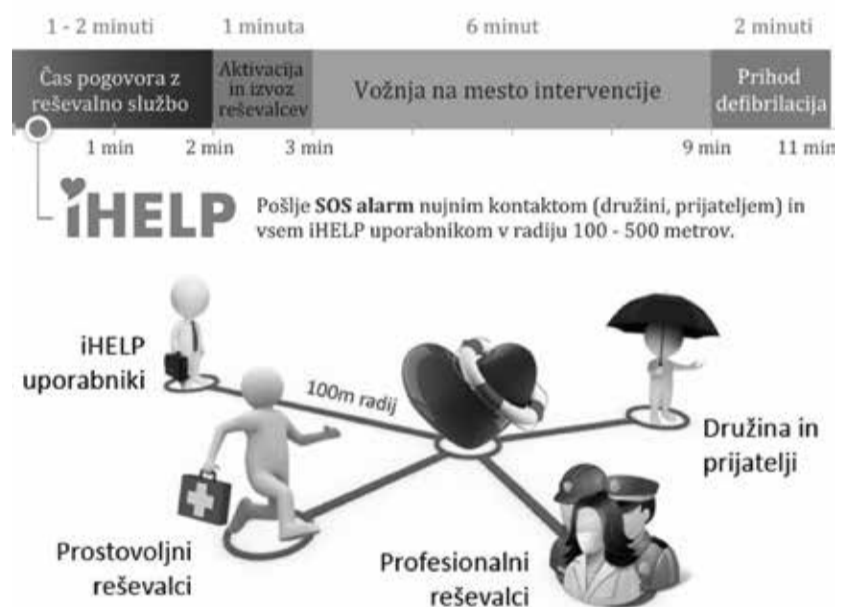 1 - 2 minuti
1 minuta
6 minut
2 minuti
Čas pogovora z
reševalno službo
Aktivacija
in izvoz
reševalcev
Vožnja na mesto intervencije
Prihod
defibrilacija
1 min
2 min
3 min
9 min
11 min
iHELP
Pošlje SOS alarm nujnim kontaktom (družini, prijateljem) in
vsem iHELP uporabnikom v radiju 100 - 500 metrov.
iHELP
uporabniki
100m radij
Družina in
prijatelji
Prostovoljni
reševalci
Profesionalni
reševalci